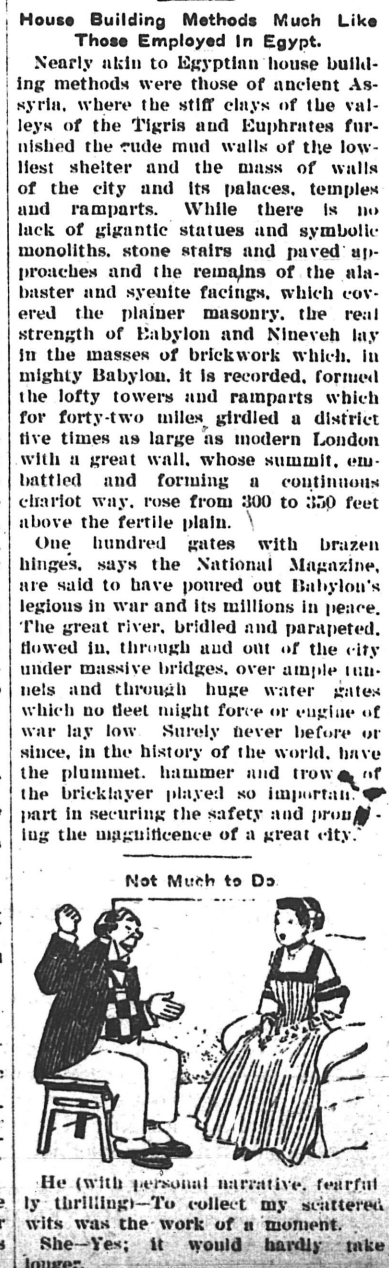 House Building Methods Much Like
Those Employed In Egypt.
Nearly akin to Egyptian house build-
ing methods were those of ancient As-
syria, where the stiff clays of the val-
leys of the Tigris and Euphrates fur-
nished the rude mud walls of the low-
liest shelter and the mass of walls
of the city and its palaces, temples
and ramparts. While there is no
lack of gigantic statues and symbolic
monoliths, stone stairs and paved ap-
proaches and the remains of the ala-
baster and syenite facings, which cov-
ered the plainer masonry, the real
strength of Babylon and Nineveh lay
in the masses of brickwork which, in
mighty Babylon, it is recorded, formed
the lofty towers and ramparts which
for forty-two miles girdled a district
five times as large as modern London
with a great wall, whose summit, em-
battled and forming a continuous
chariot way, rose from 300 to 350 feet
above the fertile plain.
One hundred gates with brazen
hinges, says the National Magazine,
are said to have poured out Babylon's
legions in war and its millions in peace.
The great river, bridled and parapeted,
flowed in, through and out of the city
under massive bridges, over ample tun-
nels and through huge water gates
which no fleet might force or engine of
war lay low. Surely never before or
since, in the history of the world, have
the plummet, hammer and of
the bricklayer played so
part in securing the safety and
ing the magnificence of a great city.
Not Much to Do
He (with personal narrative, fearful
ly thrilling)—To collect my scattered
wits was the work of a moment.
She—Yes; it would hardly take
longer.